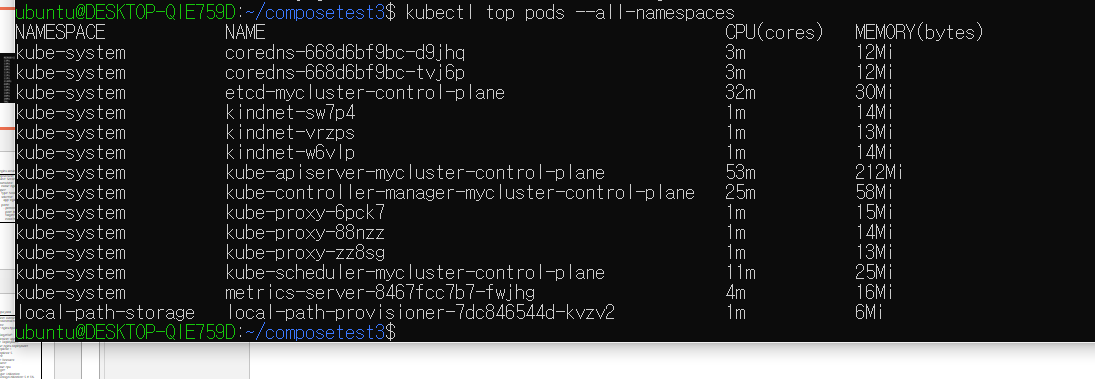 ubuntu@DESKTOP-QIE759D:~/composetest3$ kubectl top pods --all-namespaces
NAMESPACE NAME CPU(cores) MEMORY(bytes)
kube-system coredns-668d6bf9bc-d9jhq 3m 12Mi
kube-system coredns-668d6bf9bc-tvj6p 3m 12Mi
kube-system etcd-mycluster-control-plane 32m 30Mi
kube-system kindnet-sw7p4 1m 14Mi
kube-system kindnet-vrzps 1m 13Mi
kube-system kindnet-w6vlp 1m 14Mi
kube-system kube-apiserver-mycluster-control-plane 53m 212Mi
kube-system kube-controller-manager-mycluster-control-plane 25m 58Mi
kube-system kube-proxy-6pck7 1m 15Mi
kube-system kube-proxy-88nzz 1m 14Mi
kube-system kube-proxy-zz8sg 1m 13Mi
kube-system kube-scheduler-mycluster-control-plane 11m 25Mi
kube-system metrics-server-8467fcc7b7-fwjhg 4m 16Mi
local-path-storage local-path-provisioner-7dc846544d-kvzv2 1m 6Mi
ubuntu@DESKTOP-QIE759D:~/composetest3$